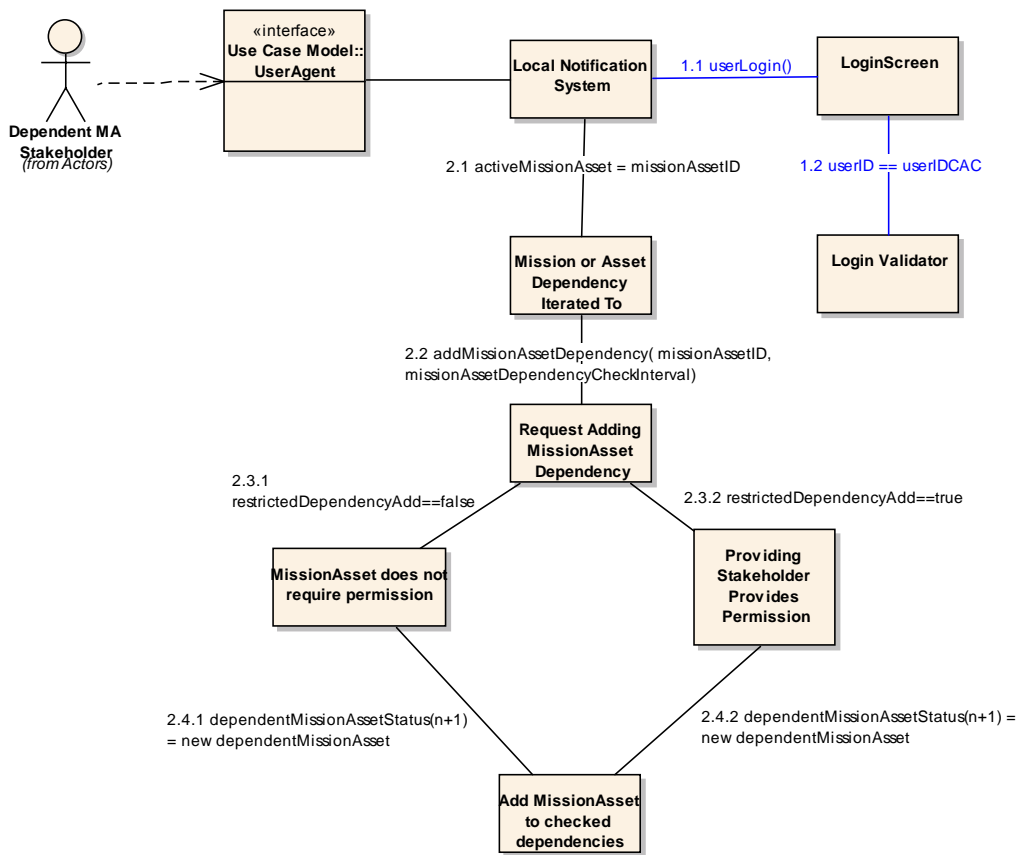 «interface»
Use Case Model::
UserAgent
Local Notification
System
1.1 userLogin()
LoginScreen
Dependent MA
Stakeholder
(from Actors)
2.1 activeMissionAsset = missionAssetID
1.2 userID == userIDCAC
Mission or Asset
Dependency
Iterated To
Login Validator
2.2 addMissionAssetDependency( missionAssetID,
missionAssetDependencyCheckInterval)
Request Adding
MissionAsset
Dependency
2.3.1
restrictedDependencyAdd==false
2.3.2 restrictedDependencyAdd==true
MissionAsset does not
require permission
Providing
Stakeholder
Provides
Permission
2.4.1 dependentMissionAssetStatus(n+1)
= new dependentMissionAsset
2.4.2 dependentMissionAssetStatus(n+1) =
new dependentMissionAsset
Add MissionAsset
to checked
dependencies